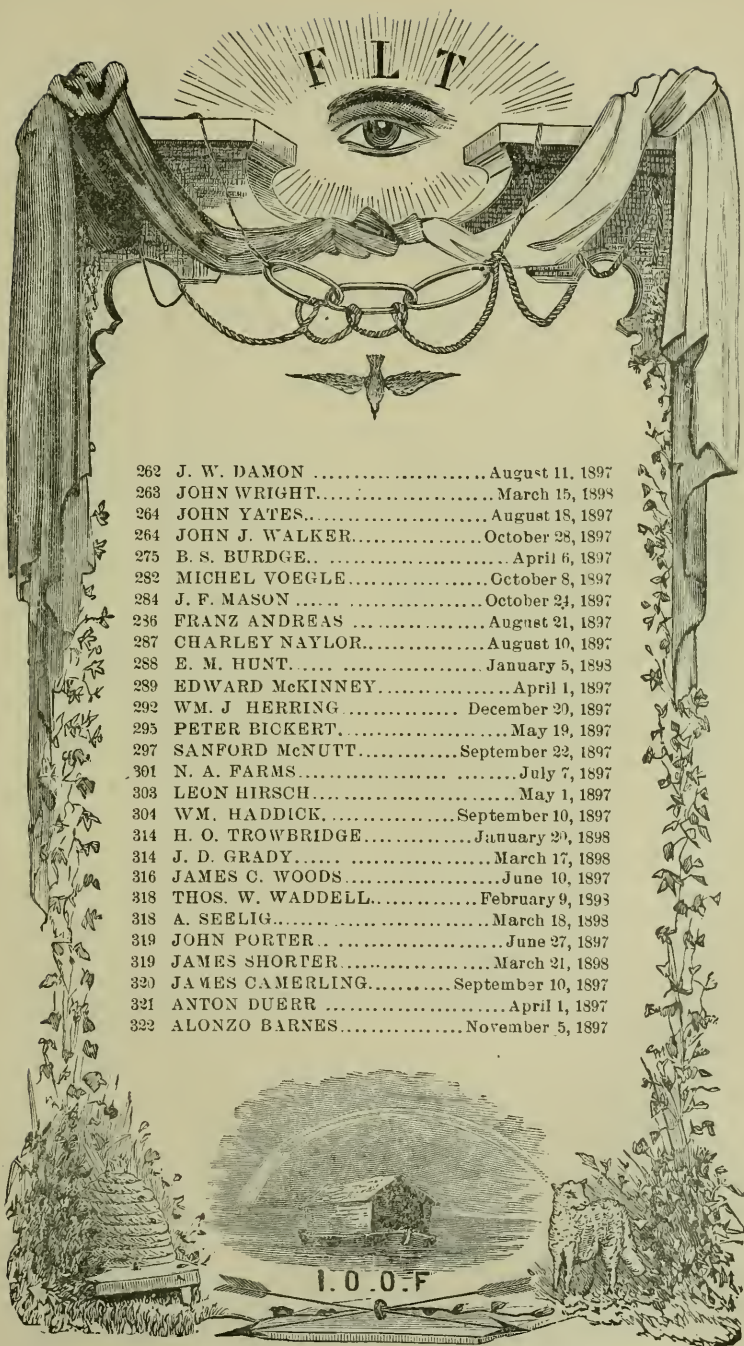 F L T
262 J. W. DAMON ........................ August 11, 1897
263 JOHN WRIGHT........................ March 15, 1898
264 JOHN YATES........................ August 18, 1897
264 JOHN J. WALKER................ October 28, 1897
275 B. S. BURDGE........................ April 6, 1897
282 MICHEL VOEGLE................ October 8, 1897
284 J. F. MASON ........................ October 24, 1897
286 FRANZ ANDREAS ................ August 21, 1897
287 CHARLEY NAYLOR................ August 10, 1897
288 E. M. HUNT........................ January 5, 1898
289 EDWARD McKINNEY................ April 1, 1897
292 WM. J HERRING................ December 20, 1897
295 PETER BICKERT........................ May 19, 1897
297 SANFORD McNUTT............ September 22, 1897
301 N. A. FARMS........................ July 7, 1897
303 LEON HIRSCH........................ May 1, 1897
304 WM. HADDICK................ September 10, 1897
314 H. O. TROWBRIDGE............ January 20, 1898
314 J. D. GRADY........................ March 17, 1898
316 JAMES C. WOODS................ June 10, 1897
318 THOS. W. WADDELL............ February 9, 1898
318 A. SEELIG........................ March 18, 1898
319 JOHN PORTER........................ June 27, 1897
319 JAMES SHORTER................ March 21, 1898
320 JAMES CAMERLING............ September 10, 1897
321 ANTON DUERR ........................ April 1, 1897
322 ALONZO BARNES................ November 5, 1897
I.O.O.F